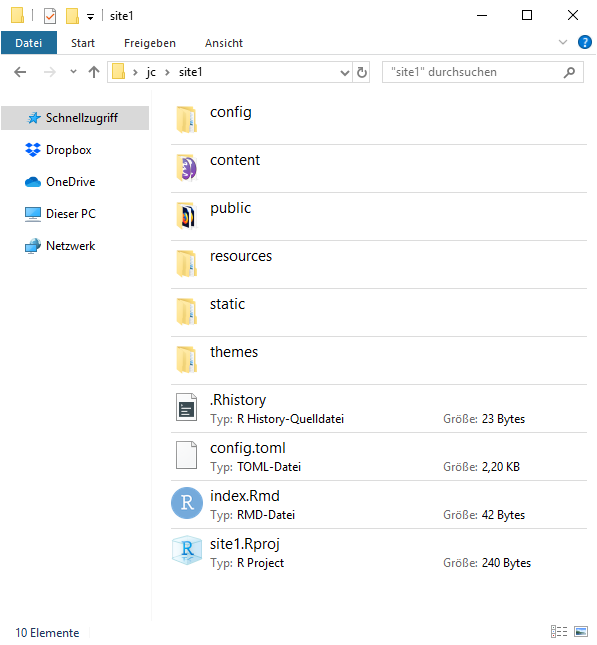 site1
Datei Start Freigeben Ansicht
jc site1 "site1" durchsuchen
Schnellzugriff
Dropbox
OneDrive
Dieser PC
Netzwerk
config
content
public
resources
static
themes
.Rhistory
Typ: R History-Quelldatei Größe: 23 Bytes
config.toml
Typ: TOML-Datei Größe: 2,20 KB
index.Rmd
Typ: RMD-Datei Größe: 42 Bytes
site1.Rproj
Typ: R Project Größe: 240 Bytes
10 Elemente